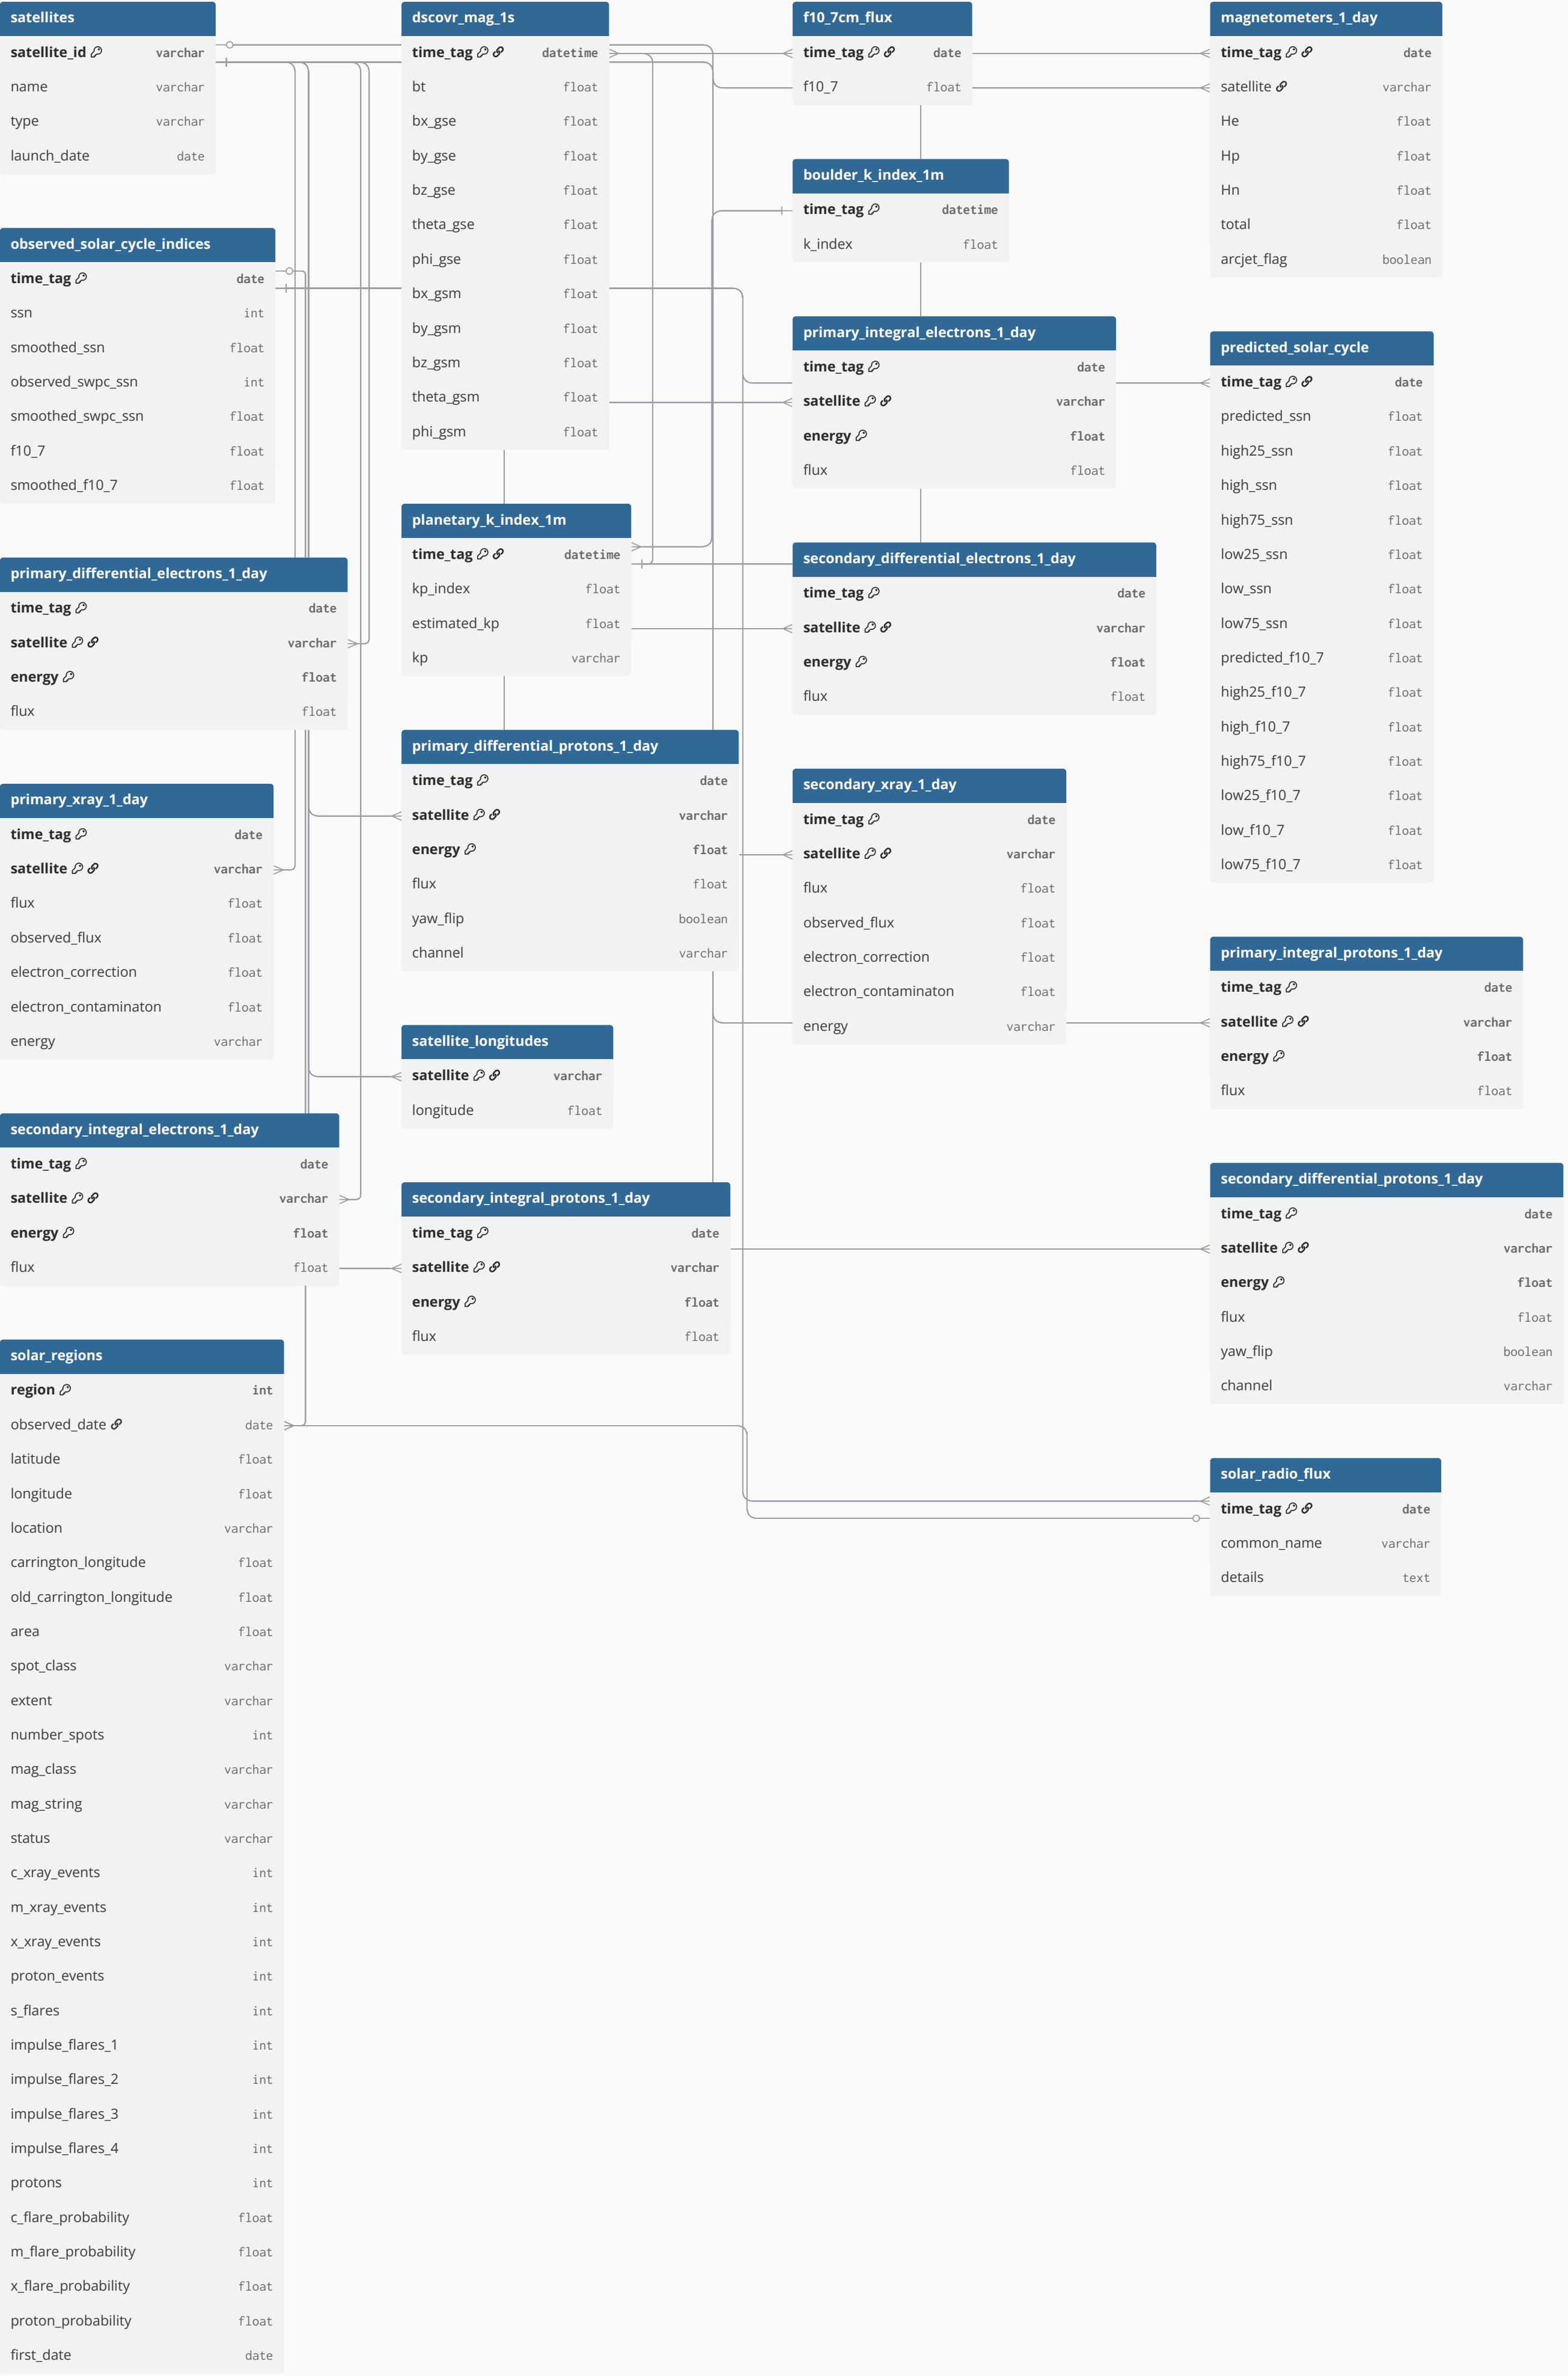 satellites
satellite_id varchar
name varchar
type varchar
launch_date date
observed_solar_cycle_indices
time_tag date
ssn int
smoothed_ssn float
observed_swpc_ssn int
smoothed_swpc_ssn float
f10_7 float
smoothed_f10_7 float
primary_differential_electrons_1_day
time_tag date
satellite varchar
energy float
flux float
primary_xray_1_day
time_tag date
satellite varchar
flux float
observed_flux float
electron_correction float
electron_contaminaton float
energy varchar
secondary_integral_electrons_1_day
time_tag date
satellite varchar
energy float
flux float
solar_regions
region int
observed_date date
latitude float
longitude float
location varchar
carrington_longitude float
old_carrington_longitude float
area float
spot_class varchar
extent varchar
number_spots int
mag_class varchar
mag_string varchar
status varchar
c_xray_events int
m_xray_events int
x_xray_events int
proton_events int
s_flares int
impulse_flares_1 int
impulse_flares_2 int
impulse_flares_3 int
impulse_flares_4 int
protons int
c_flare_probability float
m_flare_probability float
x_flare_probability float
proton_probability float
first_date date
dscovr_mag_1s
time_tag datetime
bt float
bx_gse float
by_gse float
bz_gse float
theta_gse float
phi_gse float
bx_gsm float
by_gsm float
bz_gsm float
theta_gsm float
phi_gsm float
planetary_k_index_1m
time_tag datetime
kp_index float
estimated_kp float
kp varchar
primary_differential_protons_1_day
time_tag date
satellite varchar
energy float
flux float
yaw_flip boolean
channel varchar
satellite_longitudes
satellite varchar
longitude float
secondary_integral_protons_1_day
time_tag date
satellite varchar
energy float
flux float
f10_7cm_flux
time_tag date
f10_7 float
boulder_k_index_1m
time_tag datetime
k_index float
primary_integral_electrons_1_day
time_tag date
satellite varchar
energy float
flux float
secondary_differential_electrons_1_day
time_tag date
satellite varchar
energy float
flux float
secondary_xray_1_day
time_tag date
satellite varchar
flux float
observed_flux float
electron_correction float
electron_contaminaton float
energy varchar
magnetometers_1_day
time_tag date
satellite varchar
He float
Hp float
Hn float
total float
arcjet_flag boolean
predicted_solar_cycle
time_tag date
predicted_ssn float
high25_ssn float
high_ssn float
high75_ssn float
low25_ssn float
low_ssn float
low75_ssn float
predicted_f10_7 float
high25_f10_7 float
high_f10_7 float
high75_f10_7 float
low25_f10_7 float
low_f10_7 float
low75_f10_7 float
primary_integral_protons_1_day
time_tag date
satellite varchar
energy float
flux float
secondary_differential_protons_1_day
time_tag date
satellite varchar
energy float
flux float
yaw_flip boolean
channel varchar
solar_radio_flux
time_tag date
common_name varchar
details text